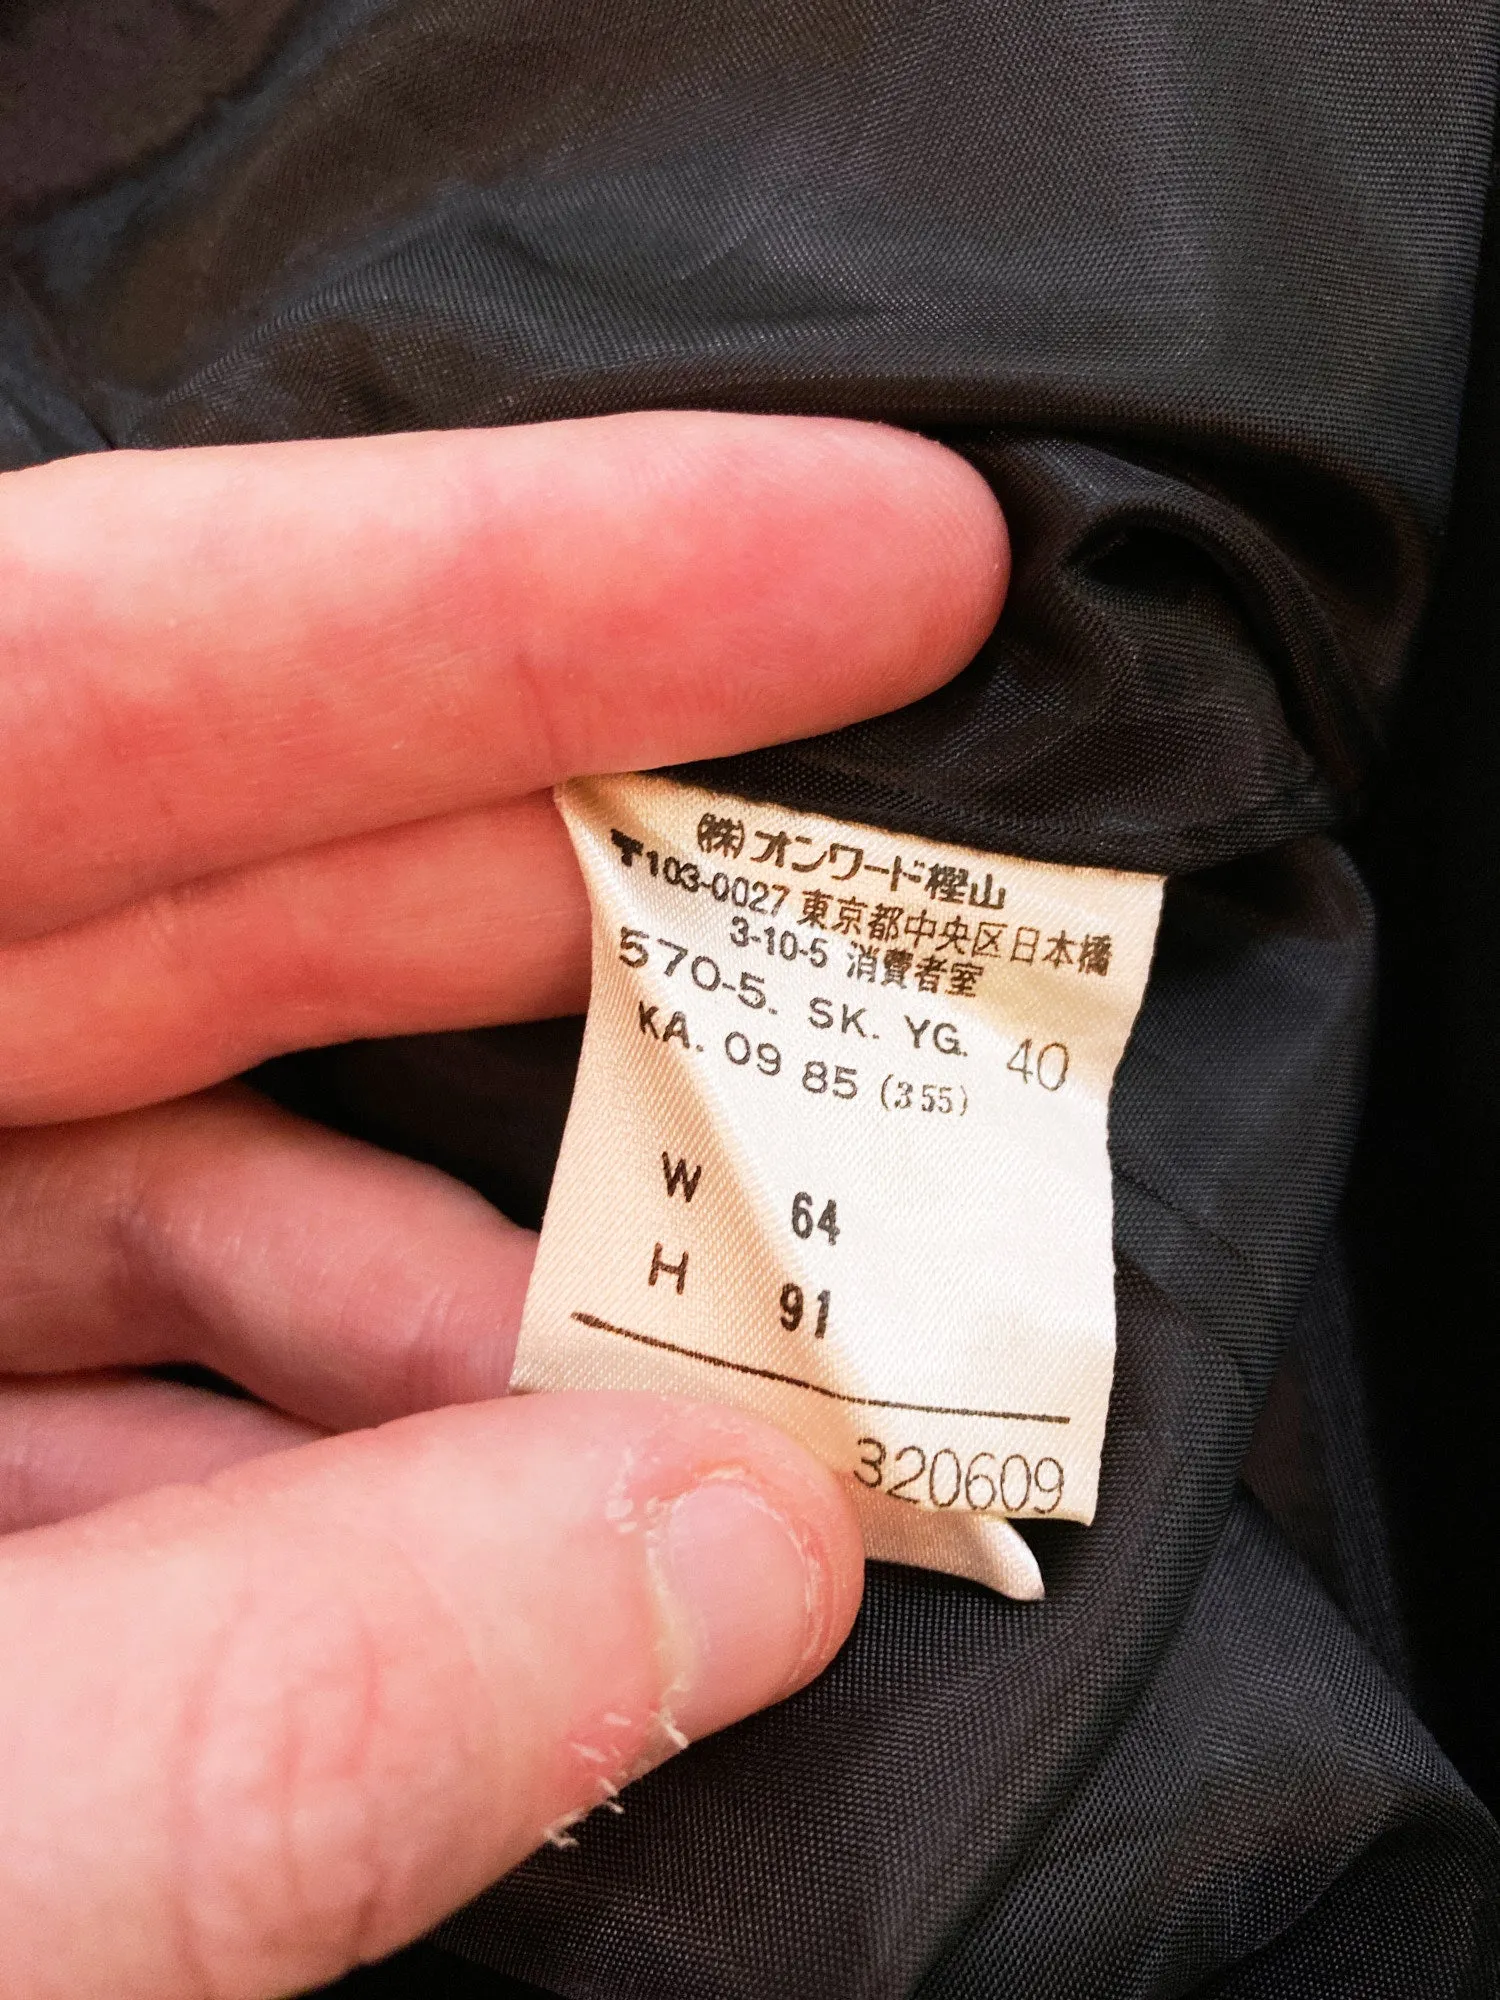 (株)オンワード樫山
〒103-0027 東京都中央区日本橋
3-10-5 消費者室
570-5. SK. YG. 40
KA. 09 85 (355)
W 64
H 91
320609